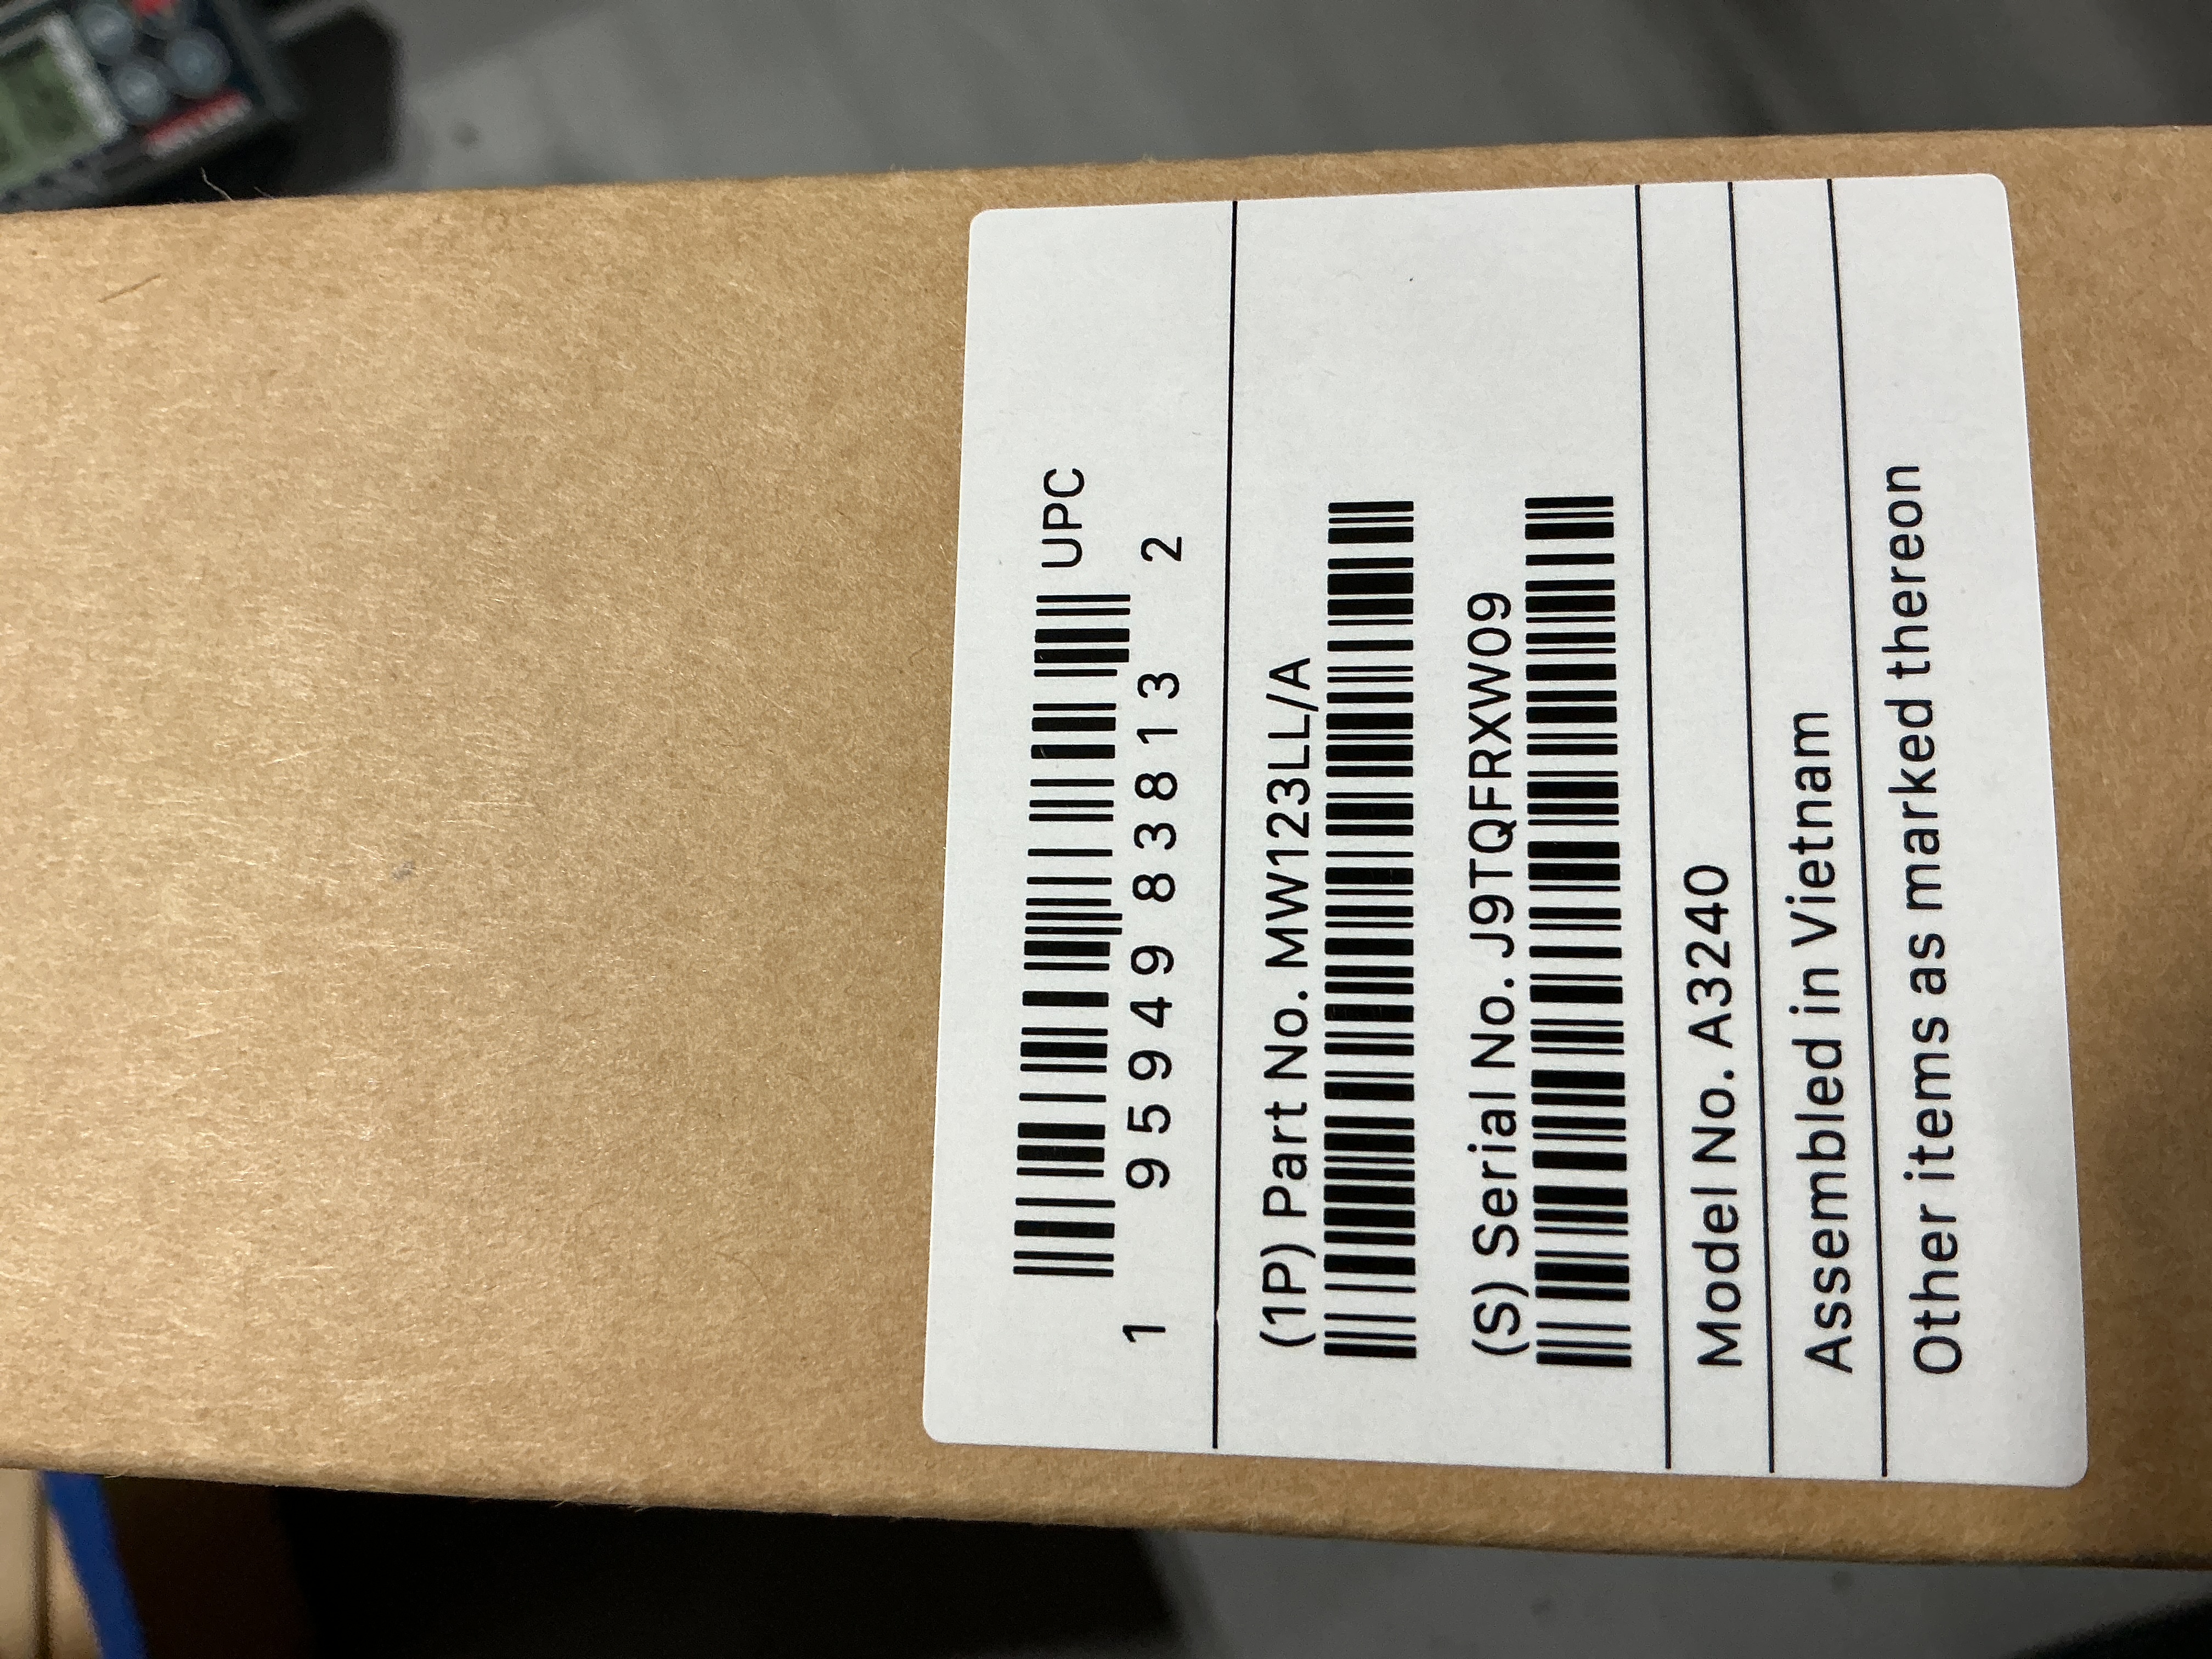 UPC
1 95949 83813 2
(1P) Part No. MW123LL/A
(S) Serial No. J9TQFRXW09
Model No. A3240
Assembled in Vietnam
Other items as marked thereon